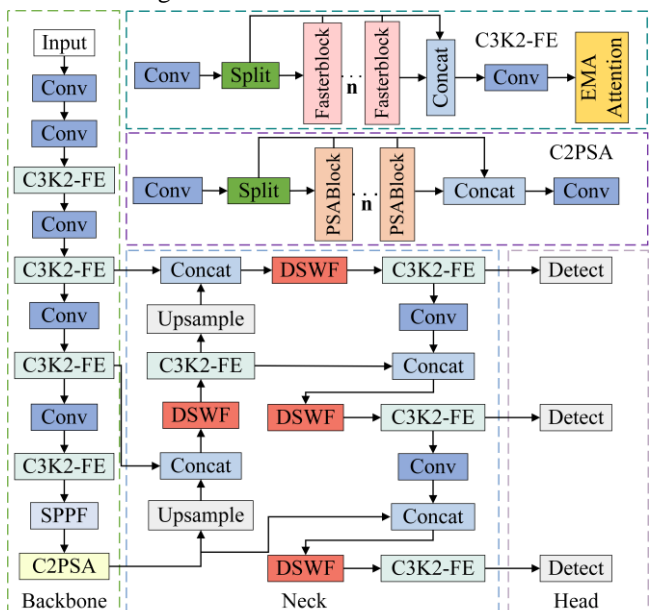 Input
Conv
Conv
C3K2-FE
Conv
C3K2-FE
Conv
C3K2-FE
Conv
C3K2-FE
SPPF
C2PSA
Backbone
C3K2-FE
Conv
Split
Fasterblock
n
Fasterblock
Concat
Conv
EMA
Attention
C2PSA
Conv
Split
PSABlock
n
PSABlock
Concat
Conv
Concat
DSWF
C3K2-FE
Upsample
Conv
C3K2-FE
Concat
DSWF
DSWF
C3K2-FE
Concat
Conv
Upsample
Concat
DSWF
C3K2-FE
Neck
Detect
Detect
Detect
Head